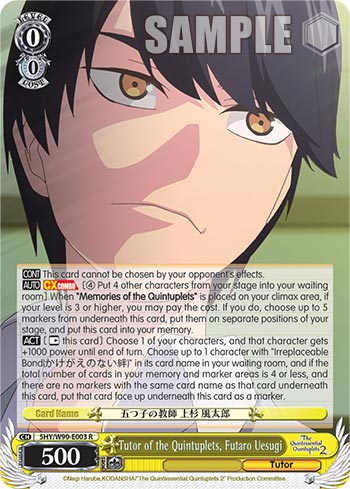 LEVEL
0
0
COST
SAMPLE
CONT This card cannot be chosen by your opponent's effects.
AUTO CX COMBO [④ Put 4 other characters from your stage into your waiting
room] When "Memories of the Quintuplets" is placed on your climax area, if
your level is 3 or higher, you may pay the cost. If you do, choose up to 5
markers from underneath this card, put them on separate positions of your
stage, and put this card into your memory.
ACT [ this card] Choose 1 of your characters, and that character gets
+1000 power until end of turn. Choose up to 1 character with "Irreplaceable
Bond/かけがえのない絆" in its card name in your waiting room, and if the
total number of cards in your memory and marker areas is 4 or less, and
there are no markers with the same card name as that card underneath
this card, put that card face up underneath this card as a marker.
Card Name 五つ子の教師 上杉 風太郎
CH 5HY/W90-E003 R
500
Tutor of the Quintuplets, Futaro Uesugi
The Quintessential Quintuplets 2
Tutor
©Negi Haruba,KODANSHA/"The Quintessential Quintuplets 2" Production Committee.